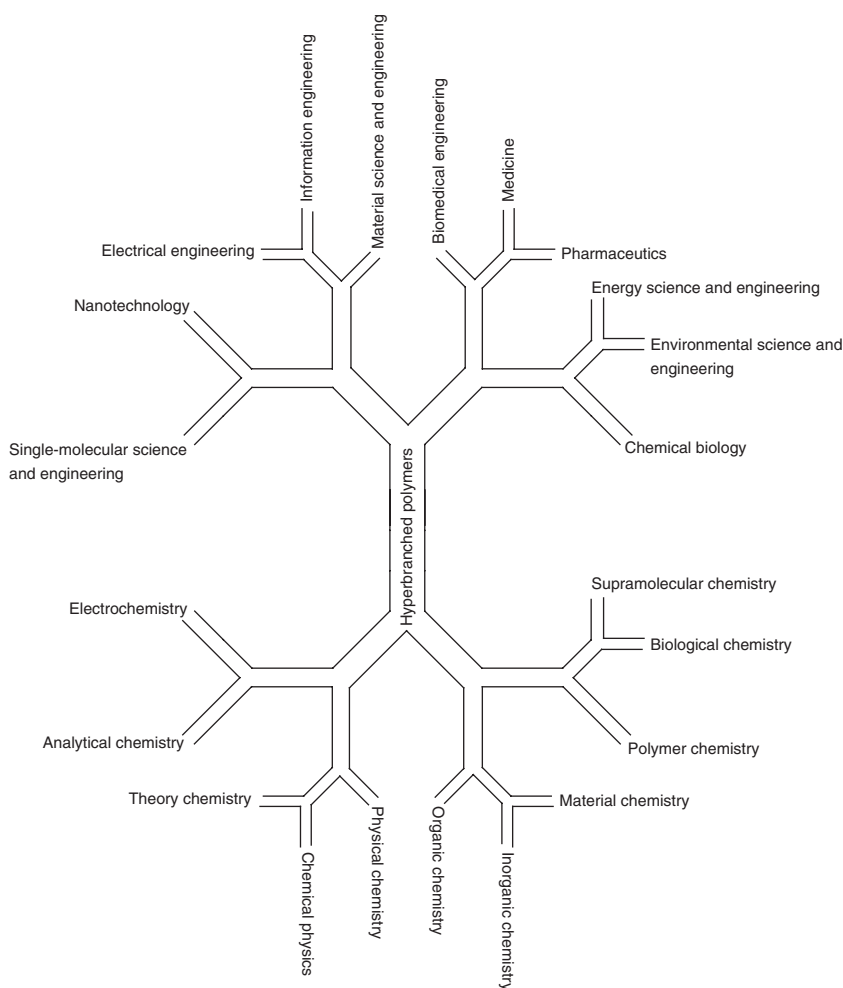 Information engineering
Material science and engineering
Biomedical engineering
Medicine
Electrical engineering
Pharmaceutics
Nanotechnology
Energy science and engineering
Environmental science and
engineering
Single-molecular science
and engineering
Chemical biology
Hyperbranched polymers
Supramolecular chemistry
Electrochemistry
Biological chemistry
Analytical chemistry
Polymer chemistry
Theory chemistry
Material chemistry
Physical chemistry
Organic chemistry
Chemical physics
Inorganic chemistry